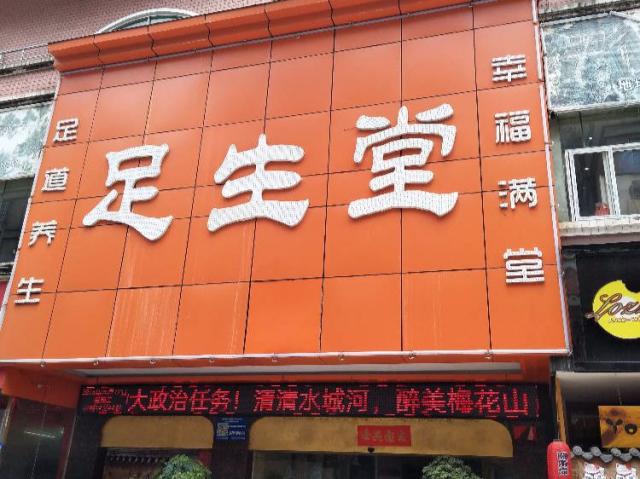 足生堂
足道养生
幸福满堂
大政治任务！清清水城河，醉美梅花山